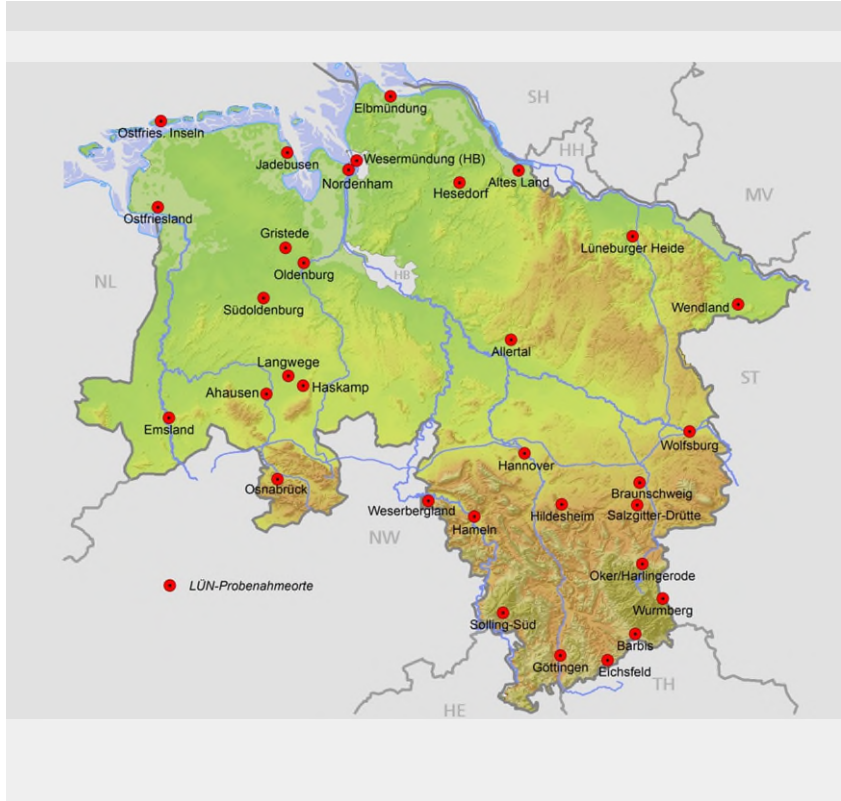 SH
Elbmündung
Ostfries. Inseln
HH
Jadebusen
Wesermündung (HB)
Nordenham
Hesedorf
Altes Land
MV
Ostfriesland
Gristede
Lüneburger Heide
Oldenburg
HB
NL
Südoldenburg
Wendland
Allertal
Langwege
Haskamp
Ahausen
ST
Emsland
Wolfsburg
Hannover
Osnabrück
Braunschweig
Weserbergland
Hildesheim
Salzgitter-Drütte
Hameln
NW
LÜN-Probenahmeorte
Oker/Harlingerode
Wurmberg
Solling-Süd
Barbis
Göttingen
Eichsfeld
TH
HE